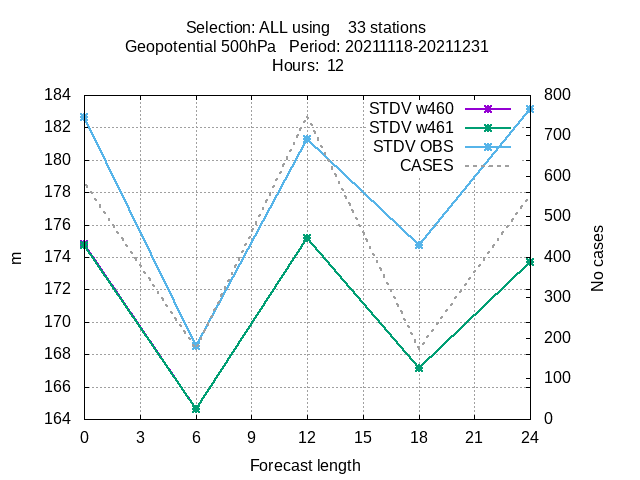 Selection: ALL using    33 stations
Geopotential 500hPa   Period: 20211118-20211231
Hours:  12
184
182
180
178
176
174
172
170
168
166
164
m
STDV w460
STDV w461
STDV OBS
CASES
800
700
600
500
400
300
200
100
0
No cases
0 3 6 9 12 15 18 21 24
Forecast length